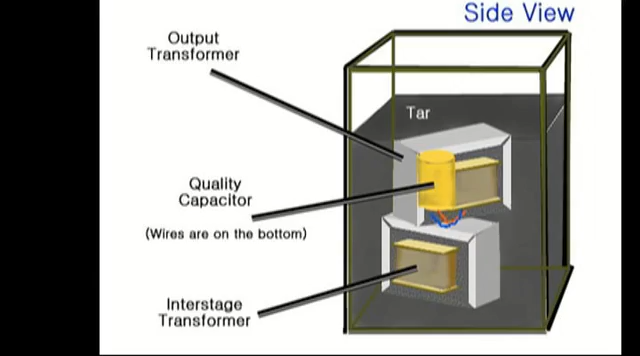 Side View
Output
Transformer
Tar
Quality
Capacitor
(Wires are on the bottom)
Interstage
Transformer